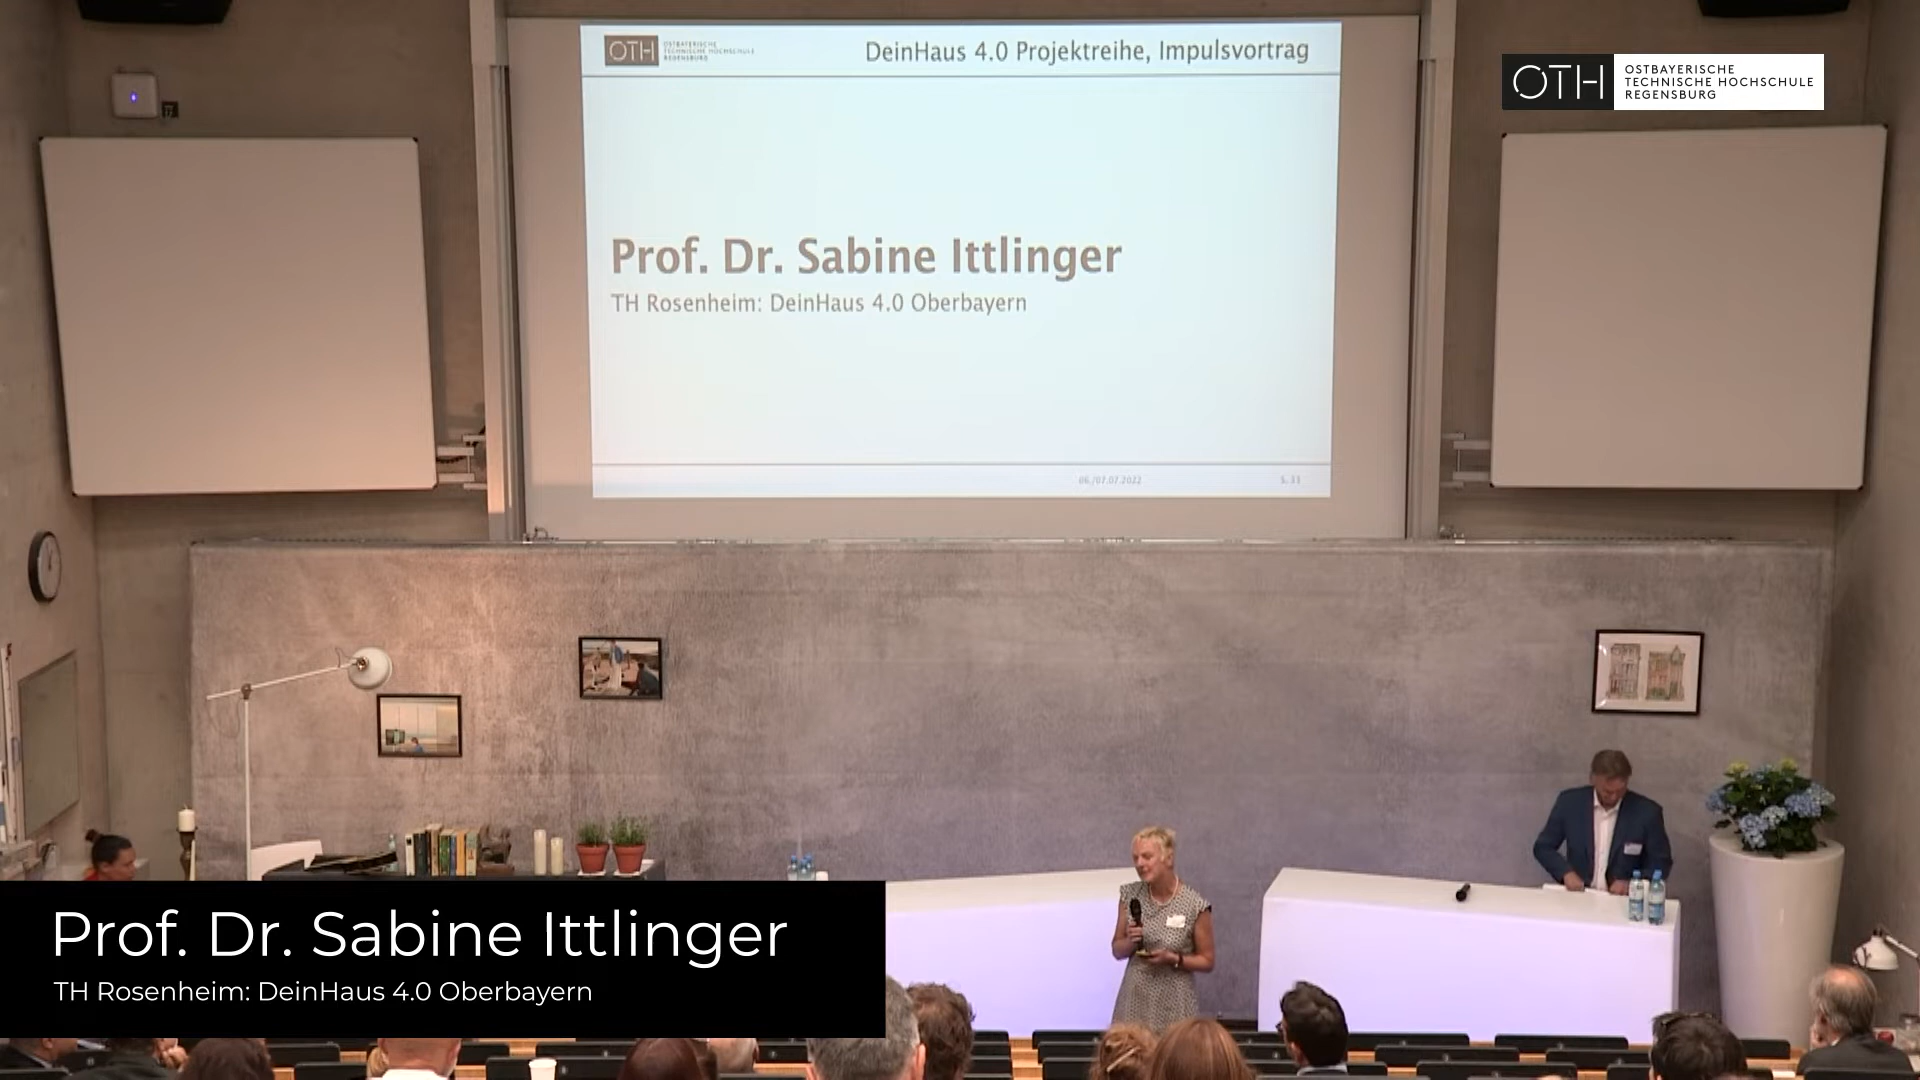 OTH OSTBAYERISCHE
TECHNISCHE HOCHSCHULE
REGENSBURG
DeinHaus 4.0 Projektreihe, Impulsvortrag
OTH OSTBAYERISCHE
TECHNISCHE HOCHSCHULE
REGENSBURG
Prof. Dr. Sabine Ittlinger
TH Rosenheim: DeinHaus 4.0 Oberbayern
06./07.07.2022
Prof. Dr. Sabine Ittlinger
TH Rosenheim: DeinHaus 4.0 Oberbayern